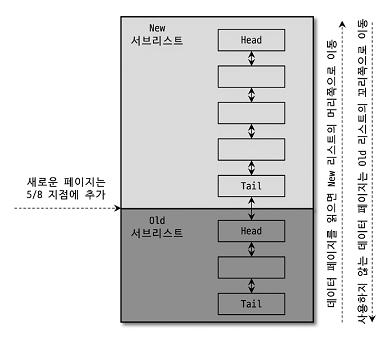 New
서브리스트
Head
Tail
새로운 페이지는
5/8 지점에 추가
Old
서브리스트
Head
Tail
데이터 페이지를 읽으면 New 리스트의 머리쪽으로 이동
사용하지 않는 데이터 페이지는 Old 리스트의 꼬리쪽으로 이동